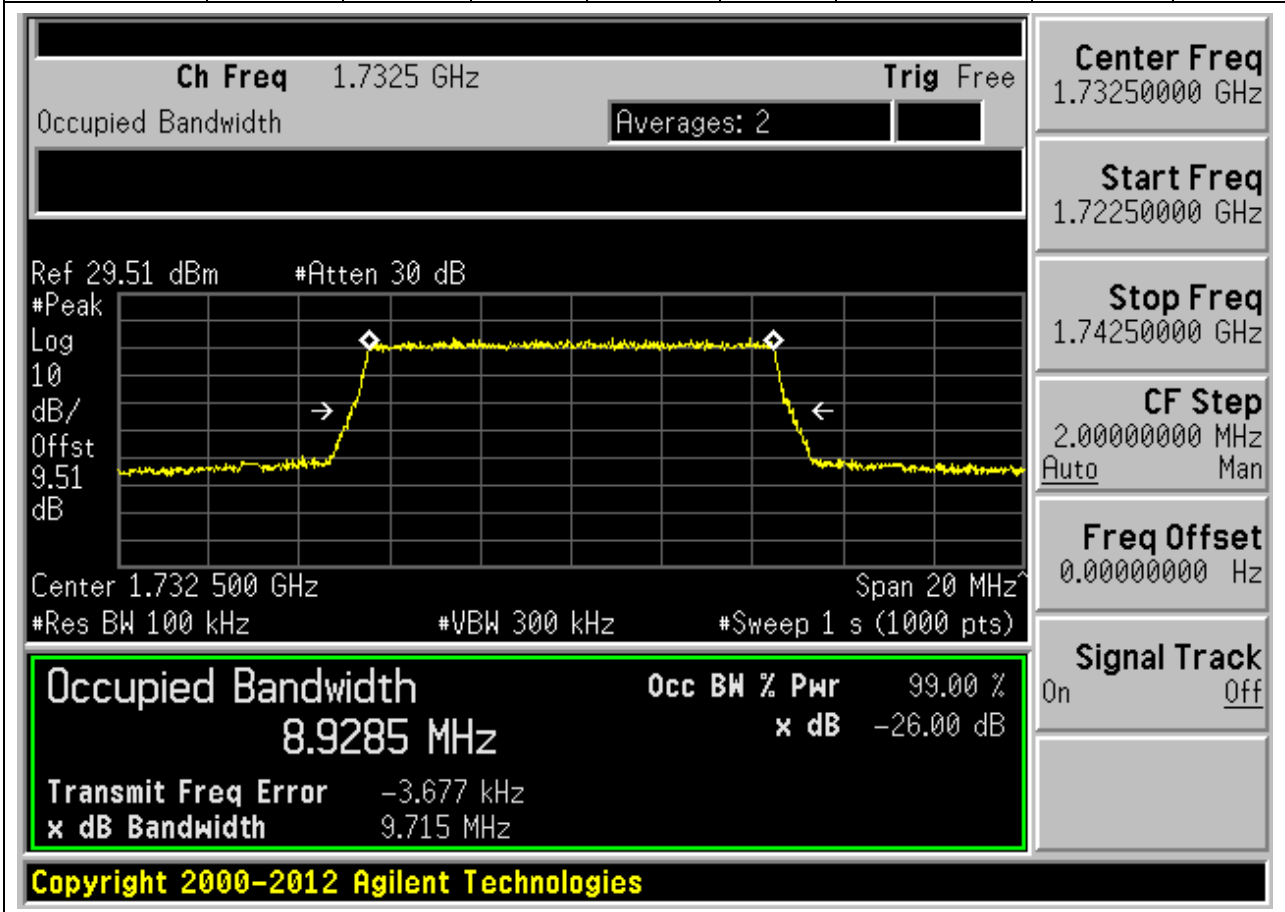 Ch Freq 1.7325 GHz Trig Free
Occupied Bandwidth Averages: 2
Ref 29.51 dBm #Atten 30 dB
#Peak
Log
10
dB/
Offst
9.51
dB
Center 1.732 500 GHz Span 20 MHz^
#Res BW 100 kHz #VBW 300 kHz #Sweep 1 s (1000 pts)
Occupied Bandwidth Occ BW % Pwr 99.00 %
8.9285 MHz x dB -26.00 dB
Transmit Freq Error -3.677 kHz
x dB Bandwidth 9.715 MHz
Copyright 2000-2012 Agilent Technologies
Center Freq
1.73250000 GHz
Start Freq
1.72250000 GHz
Stop Freq
1.74250000 GHz
CF Step
2.00000000 MHz
Auto Man
Freq Offset
0.00000000 Hz
Signal Track
On Off